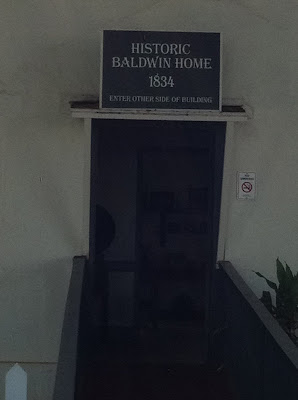 HISTORIC
BALDWIN HOME
1834
ENTER OTHER SIDE OF BUILDING